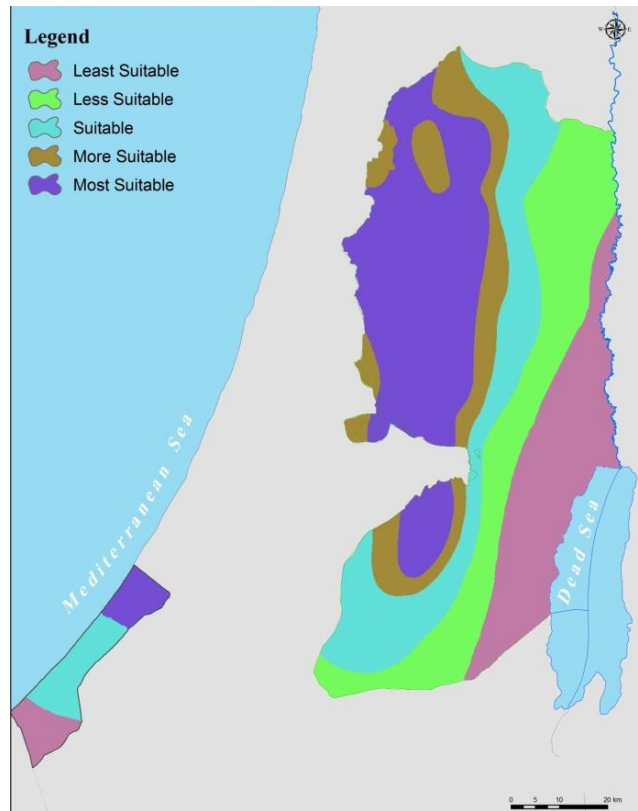 Legend
Least Suitable
Less Suitable
Suitable
More Suitable
Most Suitable
N
W
E
S
Mediterranean Sea
Dead Sea
0 5 10 20 km